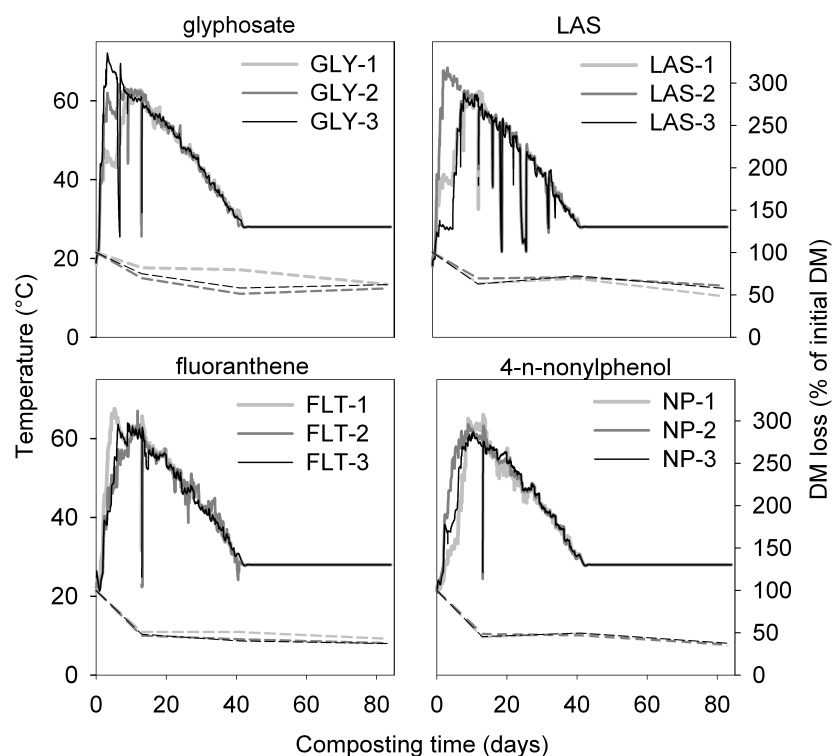 glyphosate
LAS
GLY-1
GLY-2
GLY-3
LAS-1
LAS-2
LAS-3
60
40
20
0
300
250
200
150
100
50
0
fluoranthene
4-n-nonylphenol
FLT-1
FLT-2
FLT-3
NP-1
NP-2
NP-3
60
40
20
0
300
250
200
150
100
50
0
0 20 40 60 80
0 20 40 60 80
Temperature (°C)
DM loss (% of initial DM)
Composting time (days)